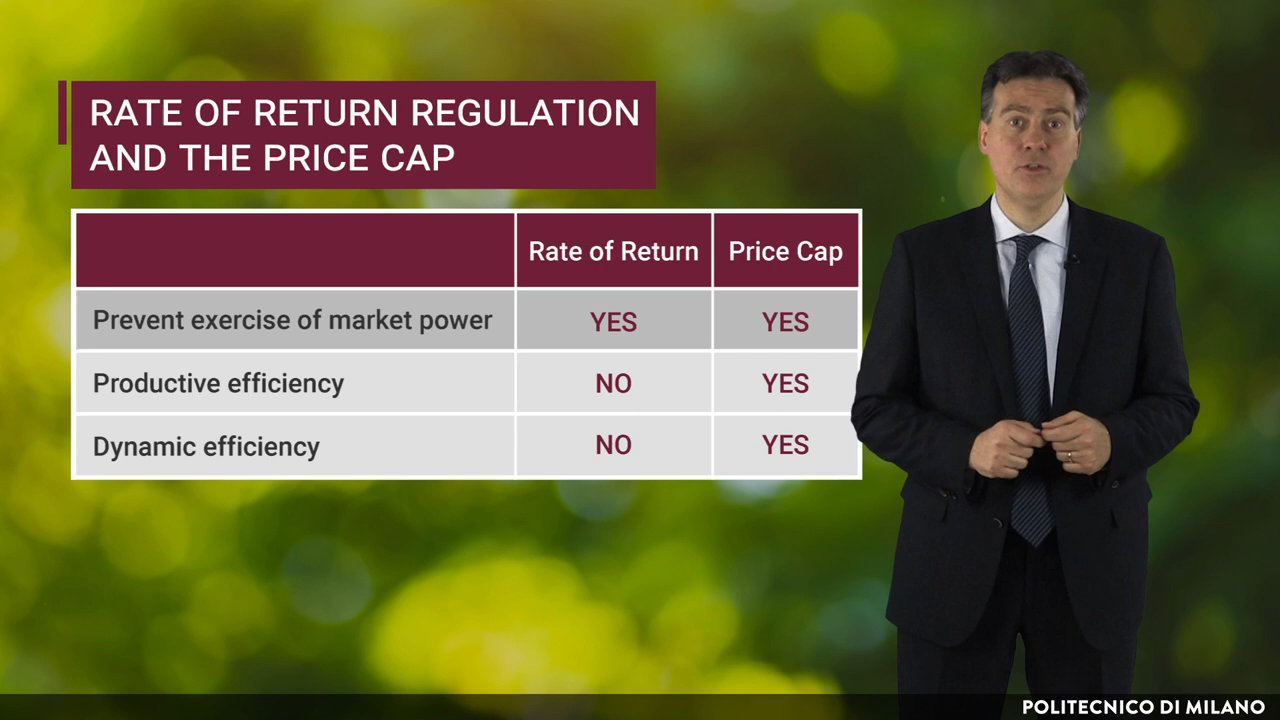 RATE OF RETURN REGULATION
AND THE PRICE CAP
Rate of Return Price Cap
Prevent exercise of market power YES YES
Productive efficiency NO YES
Dynamic efficiency NO YES
POLITECNICO DI MILANO